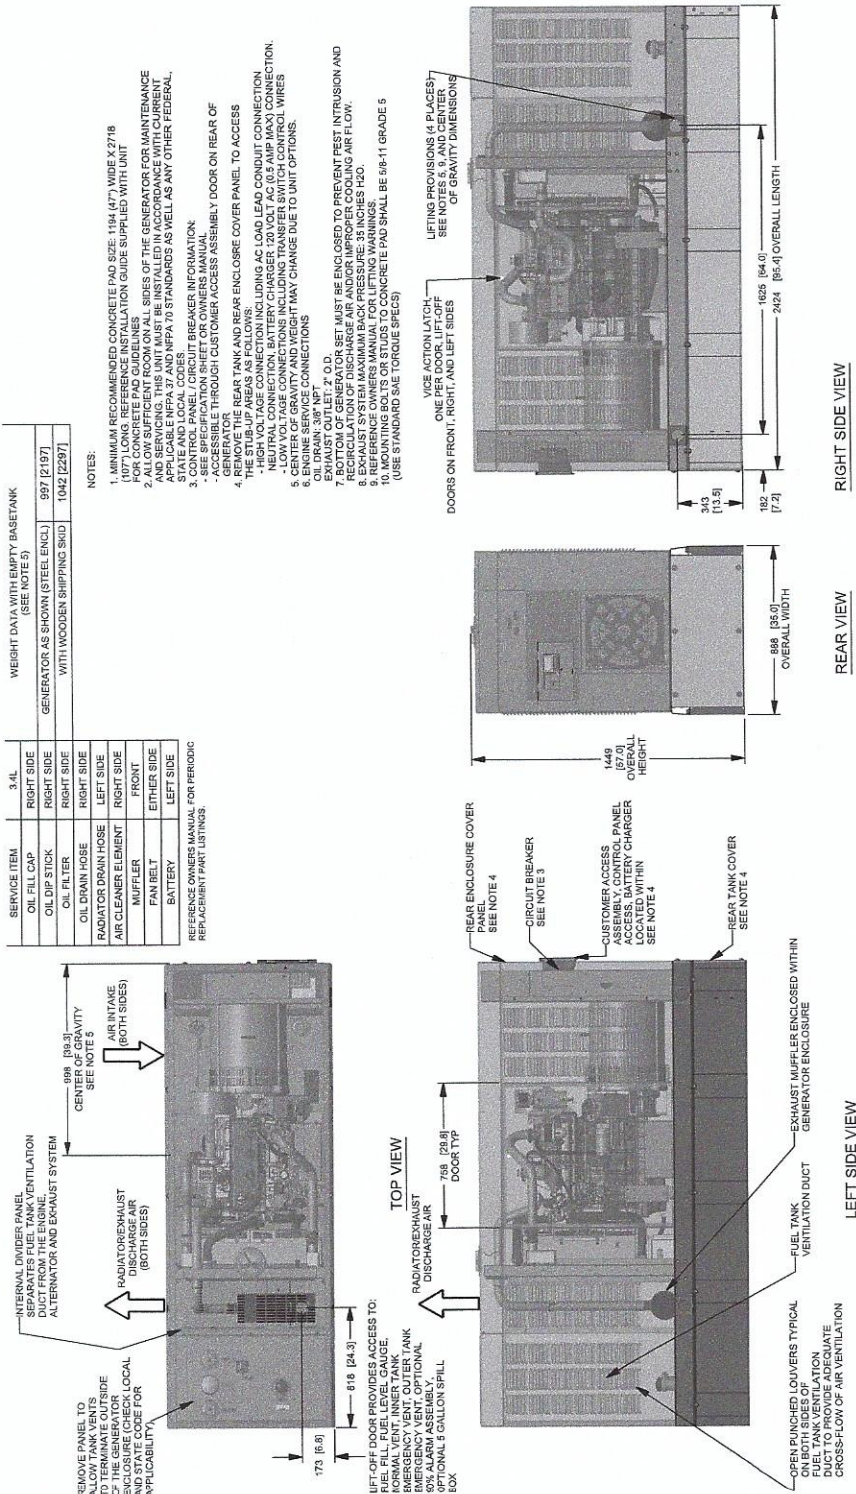 SERVICE ITEM 3.4L
OIL FILL CAP RIGHT SIDE
OIL DIP STICK RIGHT SIDE
OIL FILTER RIGHT SIDE
OIL DRAIN HOSE RIGHT SIDE
RADIATOR DRAIN HOSE LEFT SIDE
AIR CLEANER ELEMENT RIGHT SIDE
MUFFLER FRONT
FAN BELT EITHER SIDE
BATTERY LEFT SIDE
REFERENCE OWNERS MANUAL FOR PERIODIC
REPLACEMENT PART LISTINGS.
WEIGHT DATA WITH EMPTY BASETANK
(SEE NOTE 5)
GENERATOR AS SHOWN (STEEL ENCL) 997 [2197]
WITH WOODEN SHIPPING SKID 1042 [2297]
NOTES:
1. MINIMUM RECOMMENDED CONCRETE PAD SIZE: 1194 (47") WIDE X 2718
(107") LONG. REFERENCE INSTALLATION GUIDE SUPPLIED WITH UNIT
FOR CONCRETE PAD GUIDELINES
2. ALLOW SUFFICIENT ROOM ON ALL SIDES OF THE GENERATOR FOR MAINTENANCE
AND SERVICING. THIS UNIT MUST BE INSTALLED IN ACCORDANCE WITH CURRENT
APPLICABLE NFPA 37 AND NFPA 70 STANDARDS AS WELL AS ANY OTHER FEDERAL,
STATE AND LOCAL CODES.
3. CONTROL PANEL / CIRCUIT BREAKER INFORMATION:
- SEE SPECIFICATION SHEET OR OWNERS MANUAL
- ACCESSIBLE THROUGH CUSTOMER ACCESS ASSEMBLY DOOR ON REAR OF
GENERATOR
4. REMOVE THE REAR TANK AND REAR ENCLOSRE COVER PANEL TO ACCESS
THE STUB-UP AREAS AS FOLLOWS:
- HIGH VOLTAGE CONNECTION INCLUDING AC LOAD LEAD CONDUIT CONNECTION
NEUTRAL CONNECTION, BATTERY CHARGER 120 VOLT AC (0.5 AMP MAX) CONNECTION.
- LOW VOLTAGE CONNECTIONS INCLUDING TRANSFER SWITCH CONTROL WIRES
5. CENTER OF GRAVITY AND WEIGHT MAY CHANGE DUE TO UNIT OPTIONS.
6. ENGINE SERVICE CONNECTIONS
OIL DRAIN: 3/8" NPT
EXHAUST OUTLET: 2" O.D.
7. BOTTOM OF GENERATOR SET MUST BE ENCLOSED TO PREVENT PEST INTRUSION AND
RECIRCULATION OF DISCHARGE AIR AND/OR IMPROPER COOLING AIR FLOW.
8. EXHAUST SYSTEM MAXIMUM BACK PRESSURE: 35 INCHES H2O.
9. REFERENCE OWNERS MANUAL FOR LIFTING WARNINGS.
10. MOUNTING BOLTS OR STUDS TO CONCRETE PAD SHALL BE 5/8-11 GRADE 5
(USE STANDARD SAE TORQUE SPECS)
REMOVE PANEL TO
ALLOW TANK VENTS
TO TERMINATE OUTSIDE
OF THE GENERATOR
ENCLOSURE (CHECK LOCAL
AND STATE CODE FOR
APPLICABILITY)
INTERNAL DIVIDER PANEL
SEPARATES FUEL TANK VENTILATION
DUCT FROM THE ENGINE,
ALTERNATOR AND EXHAUST SYSTEM
RADIATOR/EXHAUST
DISCHARGE AIR
(BOTH SIDES)
998 [39.3]
CENTER OF GRAVITY
SEE NOTE 5
AIR INTAKE
(BOTH SIDES)
173 [6.8]
618 [24.3]
TOP VIEW
LIFT-OFF DOOR PROVIDES ACCESS TO:
FUEL FILL, FUEL LEVEL GAUGE,
NORMAL VENT, INNER TANK
EMERGENCY VENT, OUTER TANK
EMERGENCY VENT, OPTIONAL
90% ALARM ASSEMBLY,
OPTIONAL 5 GALLON SPILL
BOX
RADIATOR/EXHAUST
DISCHARGE AIR
758 [29.8]
DOOR TYP
REAR ENCLOSURE COVER
PANEL
SEE NOTE 4
CIRCUIT BREAKER
SEE NOTE 3
CUSTOMER ACCESS
ASSEMBLY, CONTROL PANEL
ACCESS, BATTERY CHARGER
LOCATED WITHIN
SEE NOTE 4
REAR TANK COVER
SEE NOTE 4
OPEN PUNCHED LOUVERS TYPICAL
ON BOTH SIDES OF
FUEL TANK VENTILATION
DUCT TO PROVIDE ADEQUATE
CROSS-FLOW OF AIR VENTILATION
FUEL TANK
VENTILATION DUCT
EXHAUST MUFFLER ENCLOSED WITHIN
GENERATOR ENCLOSURE
LEFT SIDE VIEW
1449
[57.0]
OVERALL
HEIGHT
888 [35.0]
OVERALL WIDTH
REAR VIEW
VICE ACTION LATCH,
ONE PER DOOR, LIFT-OFF
DOORS ON FRONT, RIGHT, AND LEFT SIDES
LIFTING PROVISIONS (4 PLACES)
SEE NOTES 5, 9, AND CENTER
OF GRAVITY DIMENSIONS
343
[13.5]
182
[7.2]
1625 [64.0]
2424 [95.4] OVERALL LENGTH
RIGHT SIDE VIEW